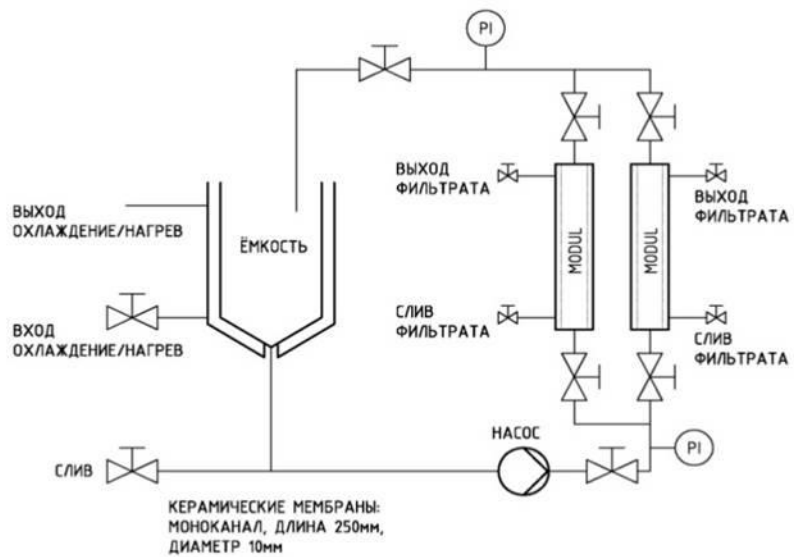 PI
ВЫХОД
ФИЛЬТРАТА
ВЫХОД
ФИЛЬТРАТА
ВЫХОД
ОХЛАЖДЕНИЕ/НАГРЕВ
ЁМКОСТЬ
MODUL
MODUL
ВХОД
ОХЛАЖДЕНИЕ/НАГРЕВ
СЛИВ
ФИЛЬТРАТА
СЛИВ
ФИЛЬТРАТА
НАСОС
PI
СЛИВ
КЕРАМИЧЕСКИЕ МЕМБРАНЫ:
МОНОКАНАЛ, ДЛИНА 250мм,
ДИАМЕТР 10мм